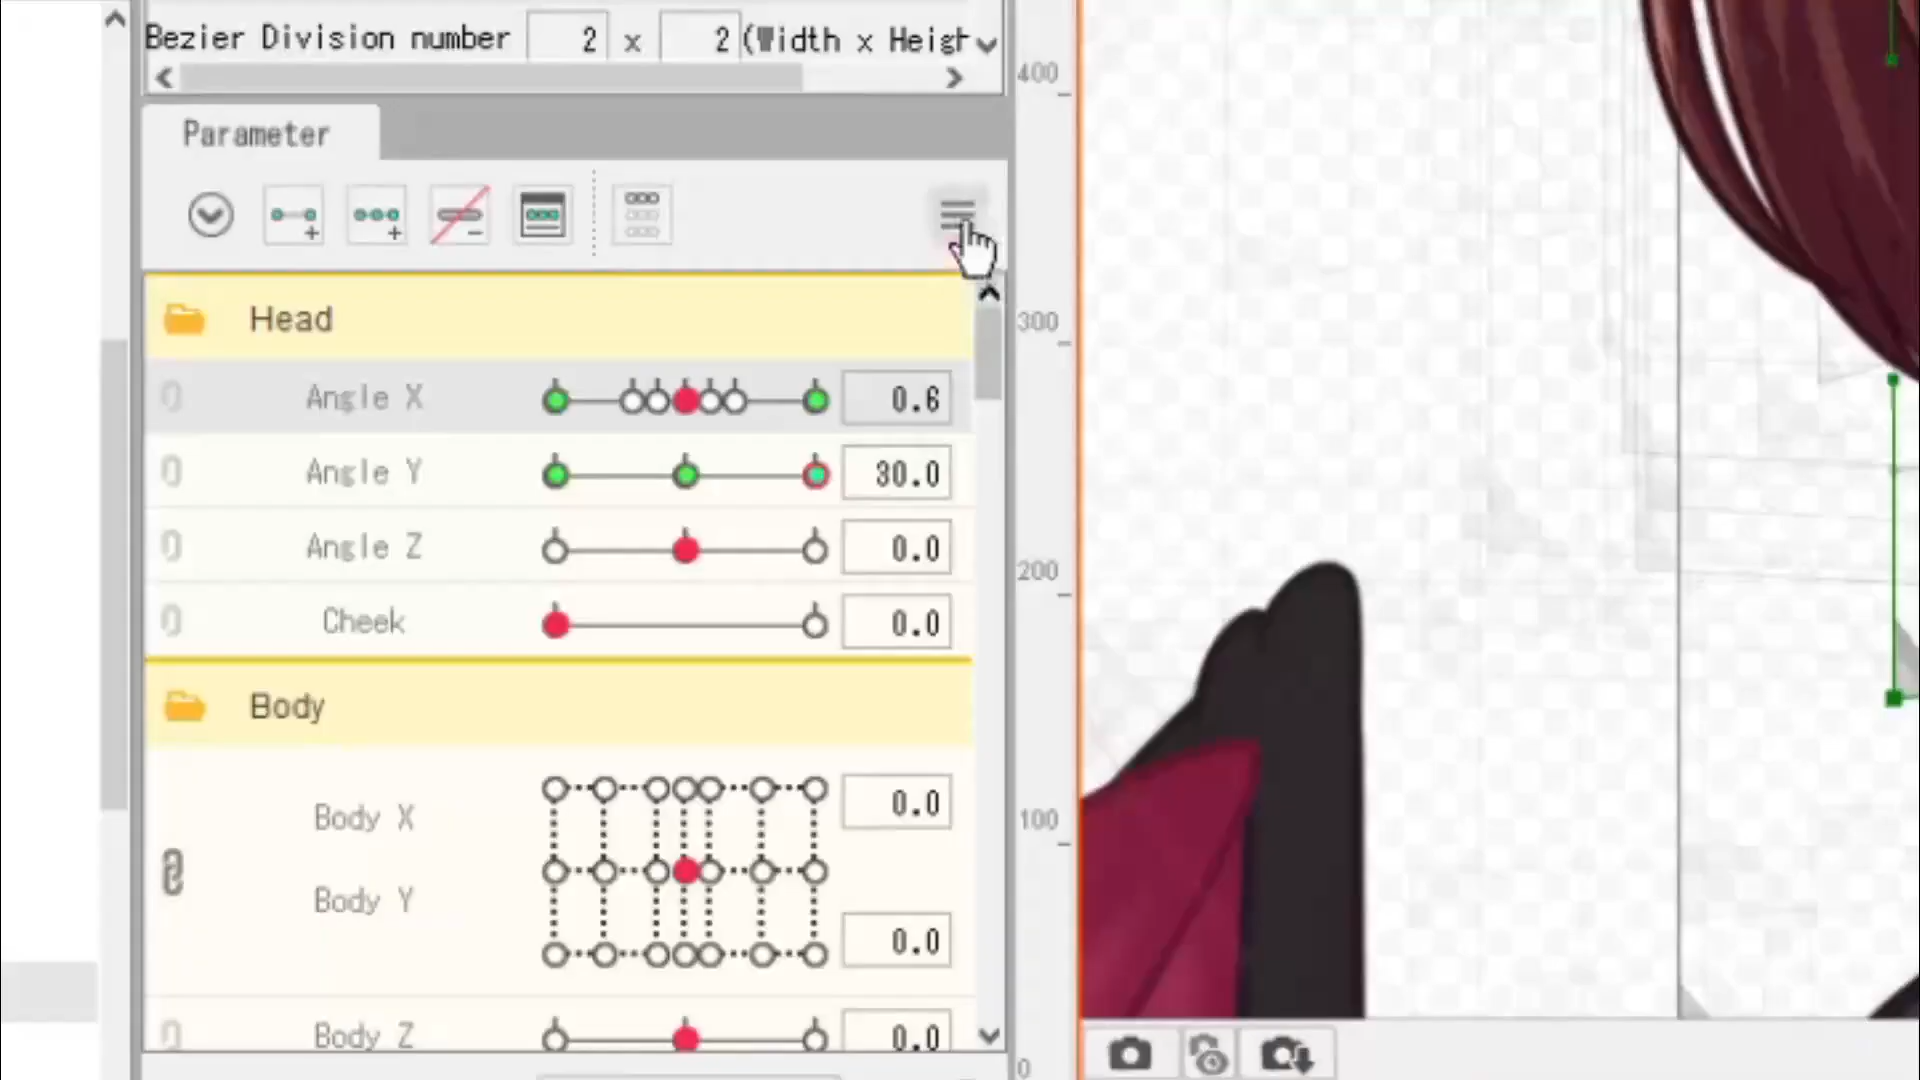 Bezier Division number 2 x 2 (Width x Heigh
Parameter
Head
Angle X 0.6
Angle Y 30.0
Angle Z 0.0
Cheek 0.0
Body
Body X 0.0
Body Y 0.0
Body Z 0.0
400
300
200
100
0